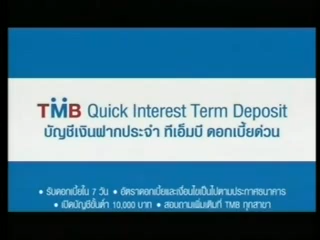 TMB Quick Interest Term Deposit
บัญชีเงินฝากประจำ ทีเอ็มบี ดอกเบี้ยด่วน
• รับดอกเบี้ยใน 7 วัน • อัตราดอกเบี้ยและเงื่อนไขเป็นไปตามประกาศธนาคาร
• เปิดบัญชีขั้นต่ำ 10,000 บาท • สอบถามเพิ่มเติมที่ TMB ทุกสาขา